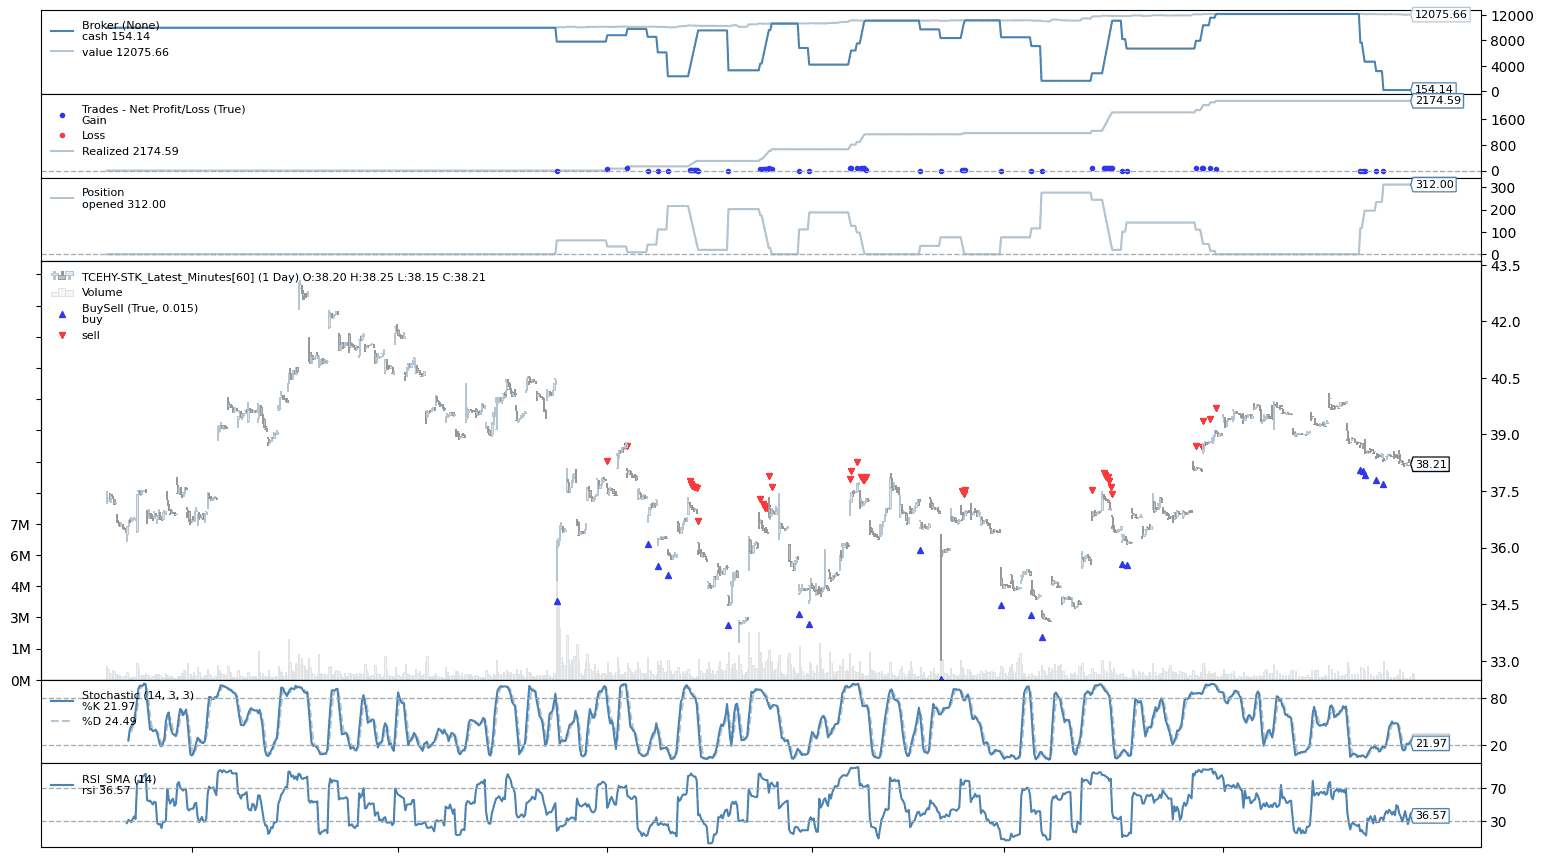 Broker (None)
cash 154.14
value 12075.66
12075.66
12000
8000
4000
0
154.14
Trades - Net Profit/Loss (True)
Gain
Loss
Realized 2174.59
2174.59
1600
800
0
Position
opened 312.00
312.00
300
200
100
0
TCEHY-STK_Latest_Minutes[60] (1 Day) O:38.20 H:38.25 L:38.15 C:38.21
Volume
BuySell (True, 0.015)
buy
sell
43.5
42.0
40.5
39.0
38.21
37.5
36.0
34.5
33.0
7M
6M
4M
3M
1M
0M
Stochastic (14, 3, 3)
%K 21.97
%D 24.49
80
20
21.97
RSI_SMA (14)
rsi 36.57
70
36.57
30